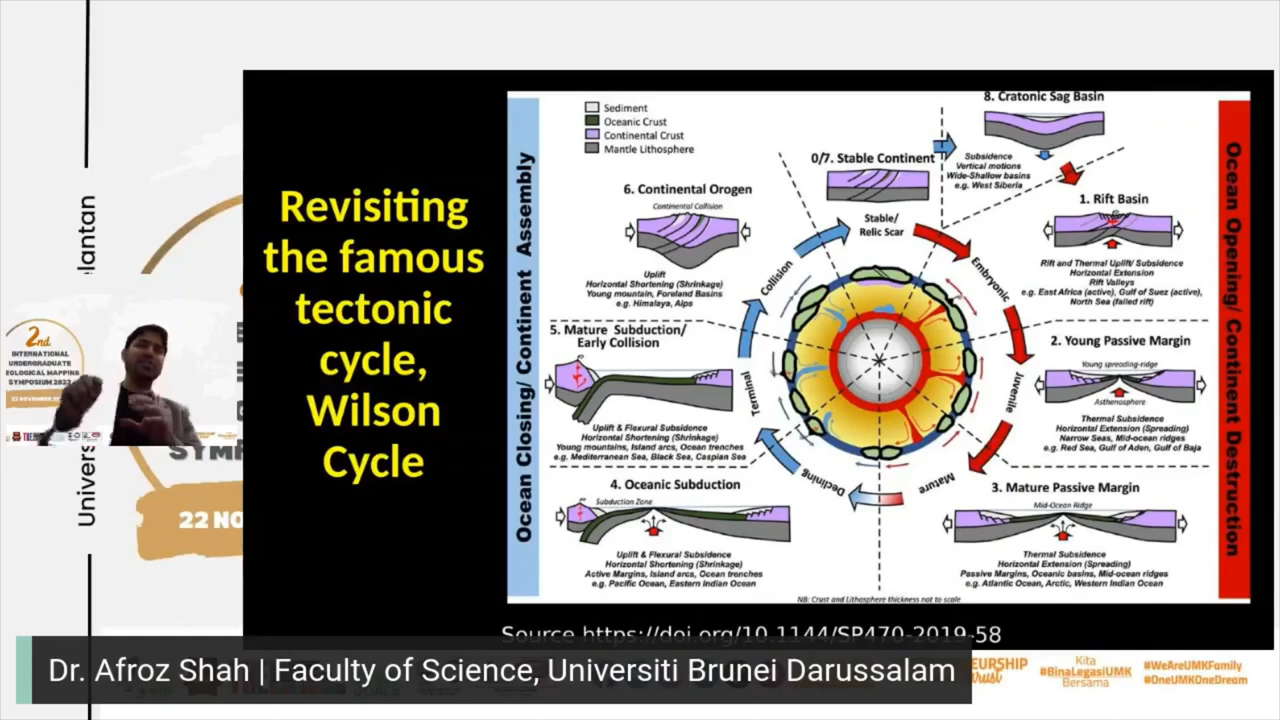 Universi
elantan
2nd
INTERNATIONAL
UNDERGRADUATE
GEOLOGICAL MAPPING
SYMPOSIUM 2022
22 NO
Revisiting
the famous
tectonic
cycle,
Wilson
Cycle
Ocean Closing/ Continent Assembly
Sediment
Oceanic Crust
Continental Crust
Mantle Lithosphere
8. Cratonic Sag Basin
Subsidence
Vertical motions
Wide-Shallow basins
e.g. West Siberia
0/7. Stable Continent
Stable/
Relic Scar
6. Continental Orogen
Continental Collision
Uplift
Horizontal Shortening (Shrinkage)
Young mountain, Foreland Basins
e.g. Himalaya, Alps
1. Rift Basin
Rift and Thermal Uplift/ Subsidence
Horizontal Extension
Rift Valleys
e.g. East Africa (active), Gulf of Suez (active),
North Sea (failed rift)
Collision
Embryonic
5. Mature Subduction/
Early Collision
Uplift & Flexural Subsidence
Horizontal Shortening (Shrinkage)
Young mountains, Island arcs, Ocean trenches
e.g. Mediterranean Sea, Black Sea, Caspian Sea
2. Young Passive Margin
Young spreading-ridge
Asthenosphere
Thermal Subsidence
Horizontal Extension (Spreading)
Narrow Seas, Mid-ocean ridges
e.g. Red Sea, Gulf of Aden, Gulf of Baja
Terminal
Juvenile
Declining
Mature
4. Oceanic Subduction
Subduction Zone
Uplift & Flexural Subsidence
Horizontal Shortening (Shrinkage)
Active Margins, Island arcs, Ocean trenches
e.g. Pacific Ocean, Eastern Indian Ocean
3. Mature Passive Margin
Mid-Ocean Ridge
Thermal Subsidence
Horizontal Extension (Spreading)
Passive Margins, Oceanic basins, Mid-ocean ridges
e.g. Atlantic Ocean, Arctic, Western Indian Ocean
NB: Crust and Lithosphere thickness not to scale
Ocean Opening/ Continent Destruction
Source https://doi.org/10.1144/SP470-2019-58
Dr. Afroz Shah | Faculty of Science, Universiti Brunei Darussalam
Kita
#BinaLegasiUMK
Bersama
#WeAreUMKFamily
#OneUMKOneDream